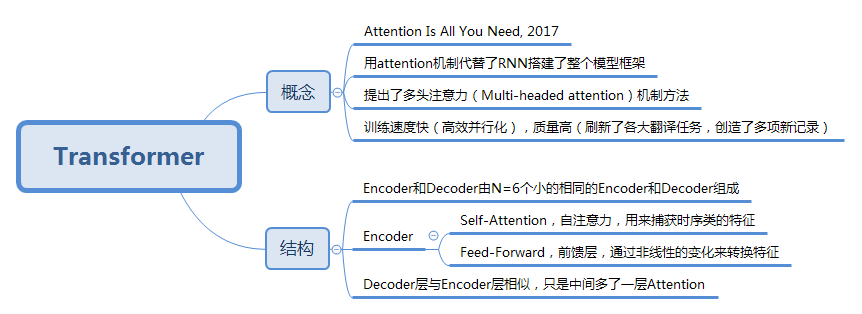 Transformer
概念
Attention Is All You Need, 2017
用attention机制代替了RNN搭建了整个模型框架
提出了多头注意力（Multi-headed attention）机制方法
训练速度快（高效并行化），质量高（刷新了各大翻译任务，创造了多项新记录）
结构
Encoder和Decoder由N=6个小的相同的Encoder和Decoder组成
Encoder
Self-Attention，自注意力，用来捕获时序类的特征
Feed-Forward，前馈层，通过非线性的变化来转换特征
Decoder层与Encoder层相似，只是中间多了一层Attention